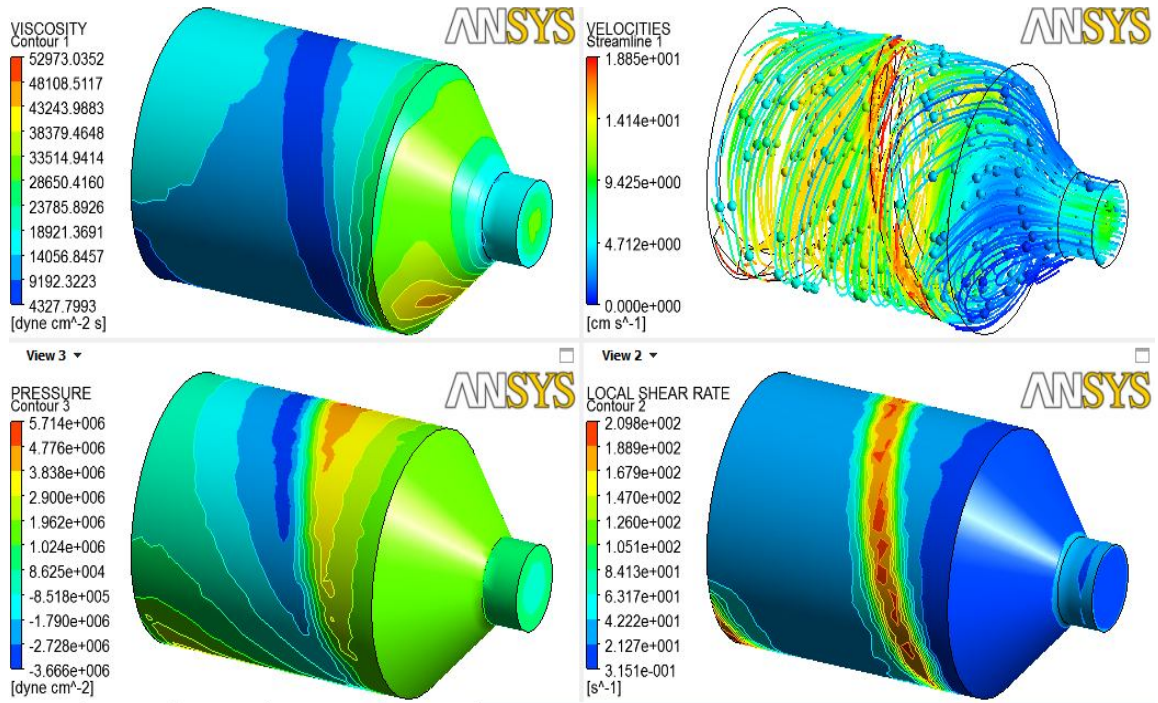 VISCOSITY
Contour 1
52973.0352
48108.5117
43243.9883
38379.4648
33514.9414
28650.4160
23785.8926
18921.3691
14056.8457
9192.3223
4327.7993
[dyne cm^-2 s]
ANSYS
VELOCITIES
Streamline 1
1.885e+001
1.414e+001
9.425e+000
4.712e+000
0.000e+000
[cm s^-1]
ANSYS
View 3
PRESSURE
Contour 3
5.714e+006
4.776e+006
3.838e+006
2.900e+006
1.962e+006
1.024e+006
8.625e+004
-8.518e+005
-1.790e+006
-2.728e+006
-3.666e+006
[dyne cm^-2]
ANSYS
View 2
LOCAL SHEAR RATE
Contour 2
2.098e+002
1.889e+002
1.679e+002
1.470e+002
1.260e+002
1.051e+002
8.413e+001
6.317e+001
4.222e+001
2.127e+001
3.151e-001
[s^-1]
ANSYS